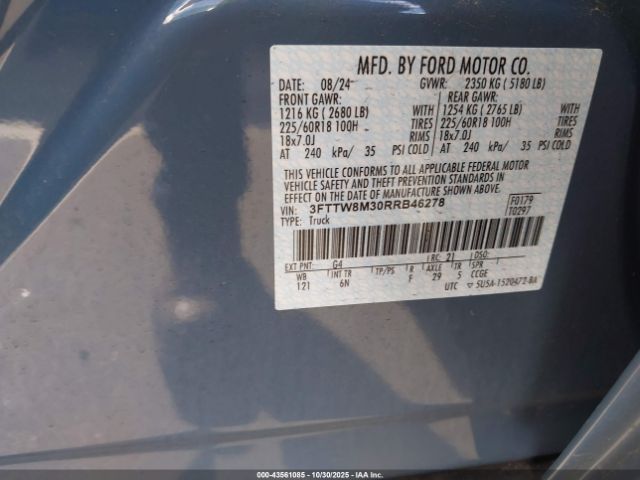 MFD. BY FORD MOTOR CO.
DATE: 08/24 GVWR: 2350 KG ( 5180 LB)
FRONT GAWR: REAR GAWR:
1216 KG ( 2680 LB) WITH 1254 KG ( 2765 LB) WITH
225/60R18 100H TIRES 225/60R18 100H TIRES
18x7.0J RIMS 18x7.0J RIMS
AT 240 kPa/ 35 PSI COLD AT 240 kPa/ 35 PSI COLD
THIS VEHICLE CONFORMS TO ALL APPLICABLE FEDERAL MOTOR
VEHICLE SAFETY AND THEFT PREVENTION STANDARDS IN
EFFECT ON THE DATE OF MANUFACTURE SHOWN ABOVE.
VIN: 3FTTW8M30RRB46278 F0179
TYPE: Truck T0297
EXT PNT: G4 RC: 21 DSO:
WB INT TR TP/PS R AXLE TR SPR
121 6N F 29 5 CCGE
UTC ▽ 5U5A-1520472-BA
000-43561085 | 10/30/2025 | IAAI.COM